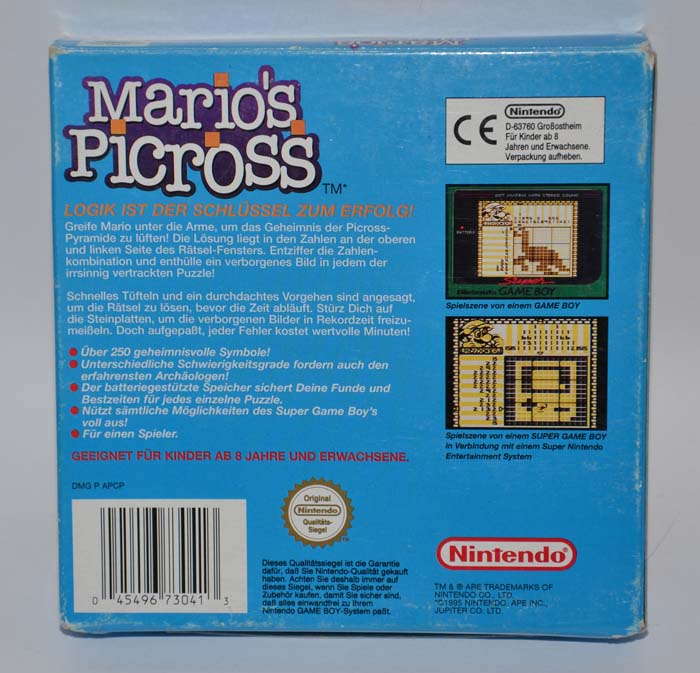 Mario's
Picross
TM*
LOGIK IST DER SCHLÜSSEL ZUM ERFOLG!
Greife Mario unter die Arme, um das Geheimnis der Picross-
Pyramide zu lüften! Die Lösung liegt in den Zahlen an der oberen
und linken Seite des Rätsel-Fensters. Entziffer die Zahlen-
kombination und enthülle ein verborgenes Bild in jedem der
irrsinnig vertrackten Puzzle!
Schnelles Tüfteln und ein durchdachtes Vorgehen sind angesagt,
um die Rätsel zu lösen, bevor die Zeit abläuft. Stürz Dich auf
die Steinplatten, um die verborgenen Bilder in Rekordzeit freizu-
meißeln. Doch aufgepaßt, jeder Fehler kostet wertvolle Minuten!
Über 250 geheimnisvolle Symbole!
Unterschiedliche Schwierigkeitsgrade fordern auch den
erfahrensten Archäologen!
Der batteriegestützte Speicher sichert Deine Funde und
Bestzeiten für jedes einzelne Puzzle.
Nützt sämtliche Möglichkeiten des Super Game Boy's
voll aus!
Für einen Spieler.
GEEIGNET FÜR KINDER AB 8 JAHRE UND ERWACHSENE.
DMG P APCP
0 45496 73041 3
Original
Nintendo
Qualitäts-
Siegel
Dieses Qualitätssiegel ist die Garantie
dafür, daß Sie Nintendo-Qualität gekauft
haben. Achten Sie deshalb immer auf
dieses Siegel, wenn Sie Spiele oder
Zubehör kaufen, damit Sie sicher sind,
daß alles einwandfrei zu Ihrem
Nintendo GAME BOY-System paßt.
CE
Nintendo
D-63760 Großostheim
Für Kinder ab 8
Jahren und Erwachsene.
Verpackung aufheben.
DOT MATRIX WITH STEREO SOUND
BATTERY
Super
Nintendo GAME BOY
Spielszene von einem GAME BOY
Spielszene von einem SUPER GAME BOY
in Verbindung mit einem Super Nintendo
Entertainment System
Nintendo
TM & ® ARE TRADEMARKS OF
NINTENDO CO., LTD.
©1995 NINTENDO, APE INC.,
JUPITER CO., LTD.